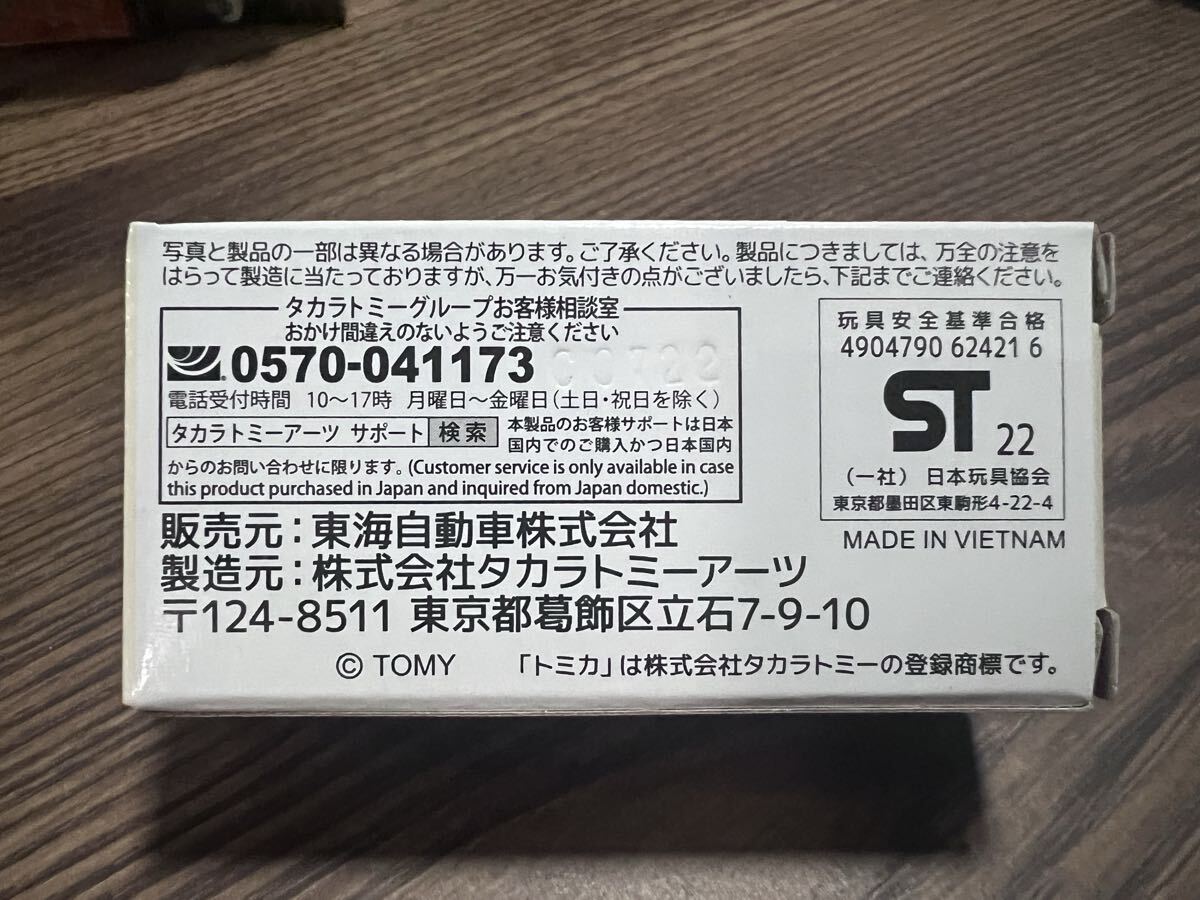 写真と製品の一部は異なる場合があります。ご了承ください。製品につきましては、万全の注意を
はらって製造に当たっておりますが、万一お気付きの点がございましたら、下記までご連絡ください。
タカラトミーグループお客様相談室
おかけ間違えのないようご注意ください
0570-041173
電話受付時間 10～17時 月曜日～金曜日（土日・祝日を除く）
タカラトミーアーツ サポート 検索
本製品のお客様サポートは日本
国内でのご購入かつ日本国内
からのお問い合わせに限ります。(Customer service is only available in case
this product purchased in Japan and inquired from Japan domestic.)
玩具安全基準合格
4904790 62421 6
ST 22
（一社）日本玩具協会
東京都墨田区東駒形4-22-4
MADE IN VIETNAM
販売元：東海自動車株式会社
製造元：株式会社タカラトミーアーツ
〒124-8511 東京都葛飾区立石7-9-10
© TOMY 「トミカ」は株式会社タカラトミーの登録商標です。